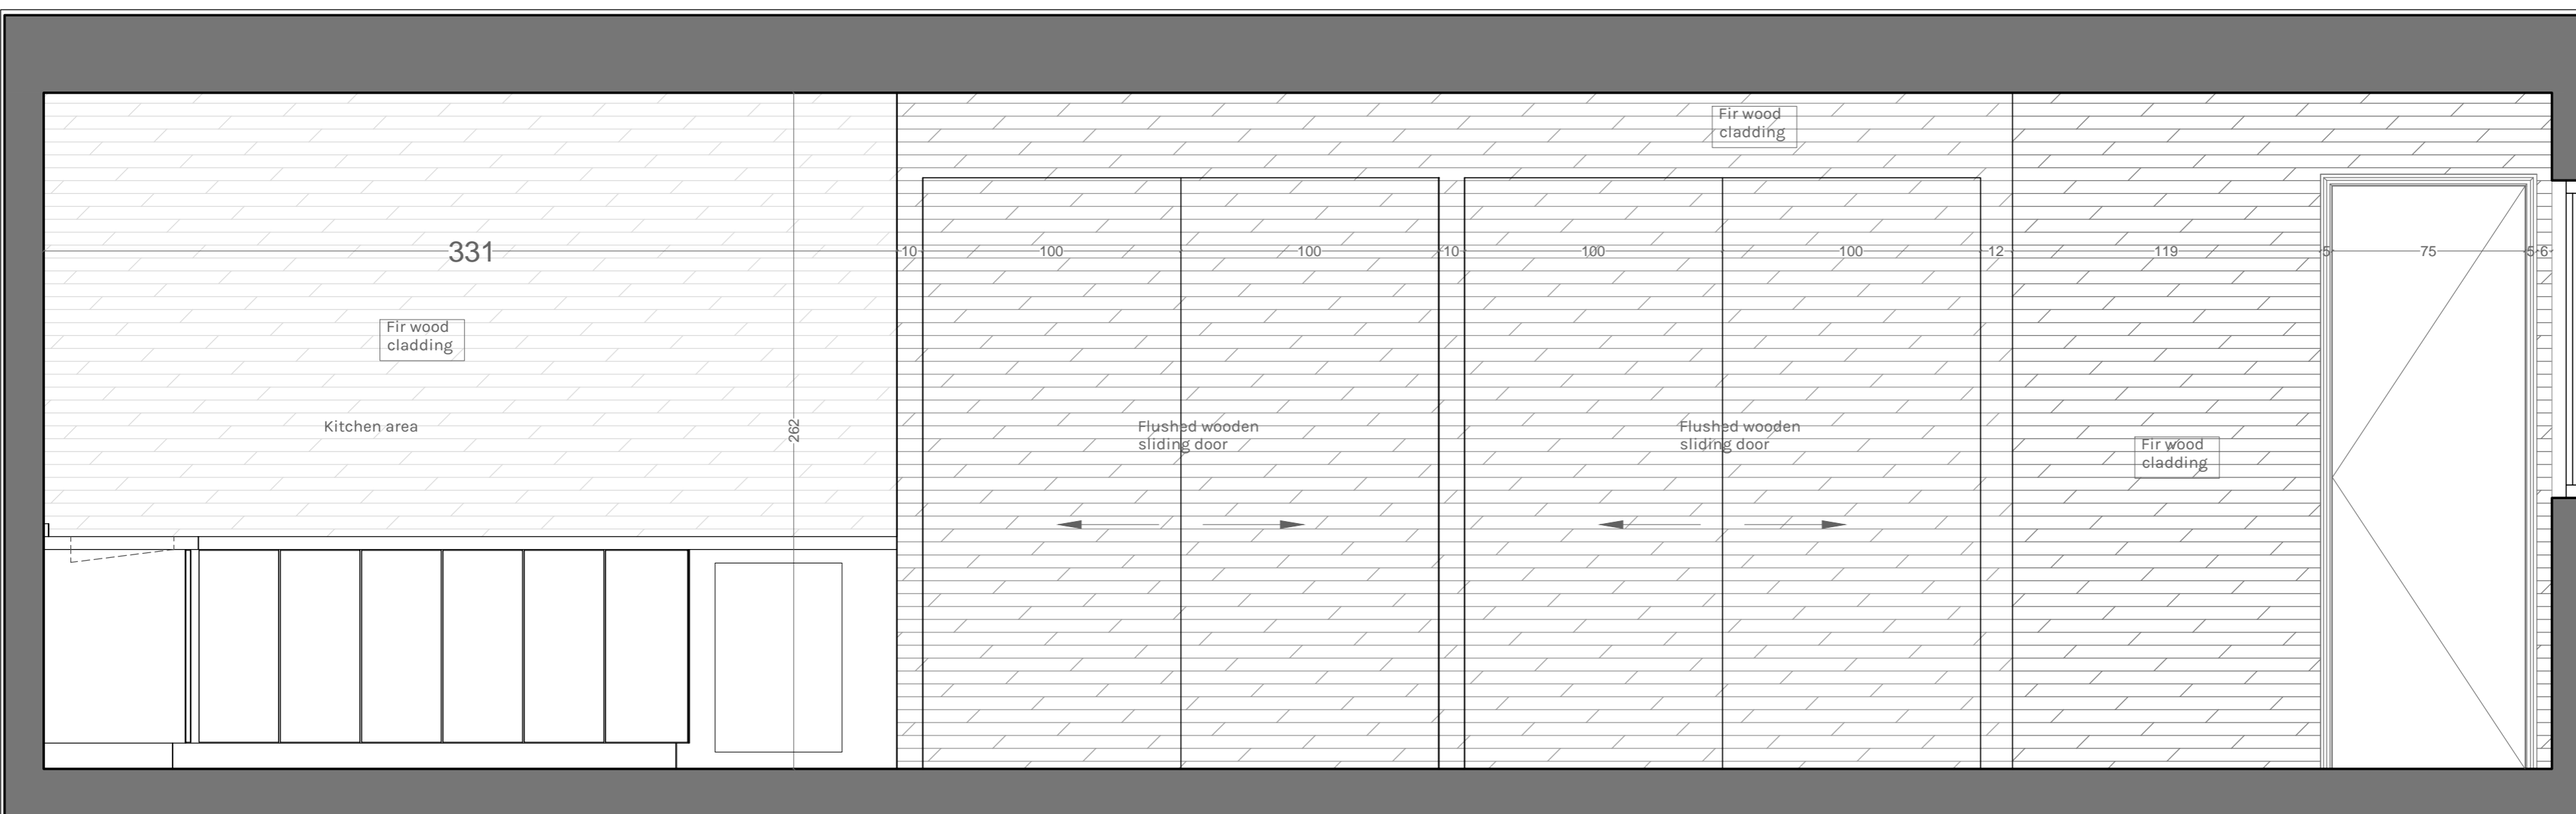 Fir wood
cladding
331
10
100
100
10
100
100
12
119
5
75
5
6
Fir wood
cladding
Kitchen area
262
Flushed wooden
sliding door
Flushed wooden
sliding door
Fir wood
cladding